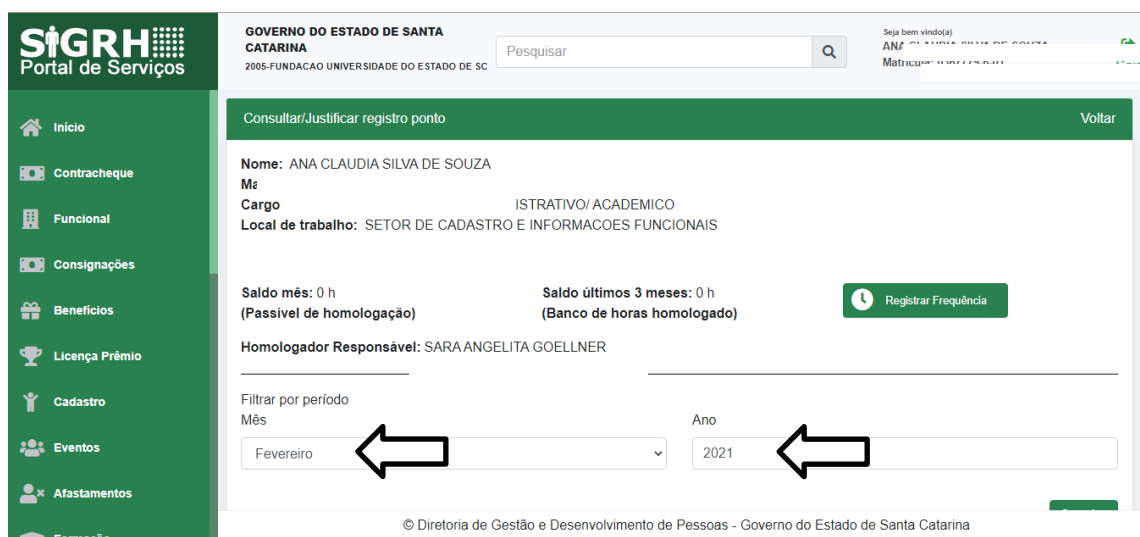 SIGRH
Portal de Serviços
GOVERNO DO ESTADO DE SANTA
CATARINA
2005-FUNDACAO UNIVERSIDADE DO ESTADO DE SC
Pesquisar
Seja bem vindo(a)
Início
Contracheque
Funcional
Consignações
Benefícios
Licença Prêmio
Cadastro
Eventos
Afastamentos
Consultar/Justificar registro ponto
Voltar
Nome: ANA CLAUDIA SILVA DE SOUZA
Ma
Cargo ISTRATIVO/ ACADEMICO
Local de trabalho: SETOR DE CADASTRO E INFORMACOES FUNCIONAIS
Saldo mês: 0 h
(Passível de homologação)
Saldo últimos 3 meses: 0 h
(Banco de horas homologado)
Registrar Frequência
Homologador Responsável: SARA ANGELITA GOELLNER
Filtrar por período
Mês
Fevereiro
Ano
2021
© Diretoria de Gestão e Desenvolvimento de Pessoas - Governo do Estado de Santa Catarina